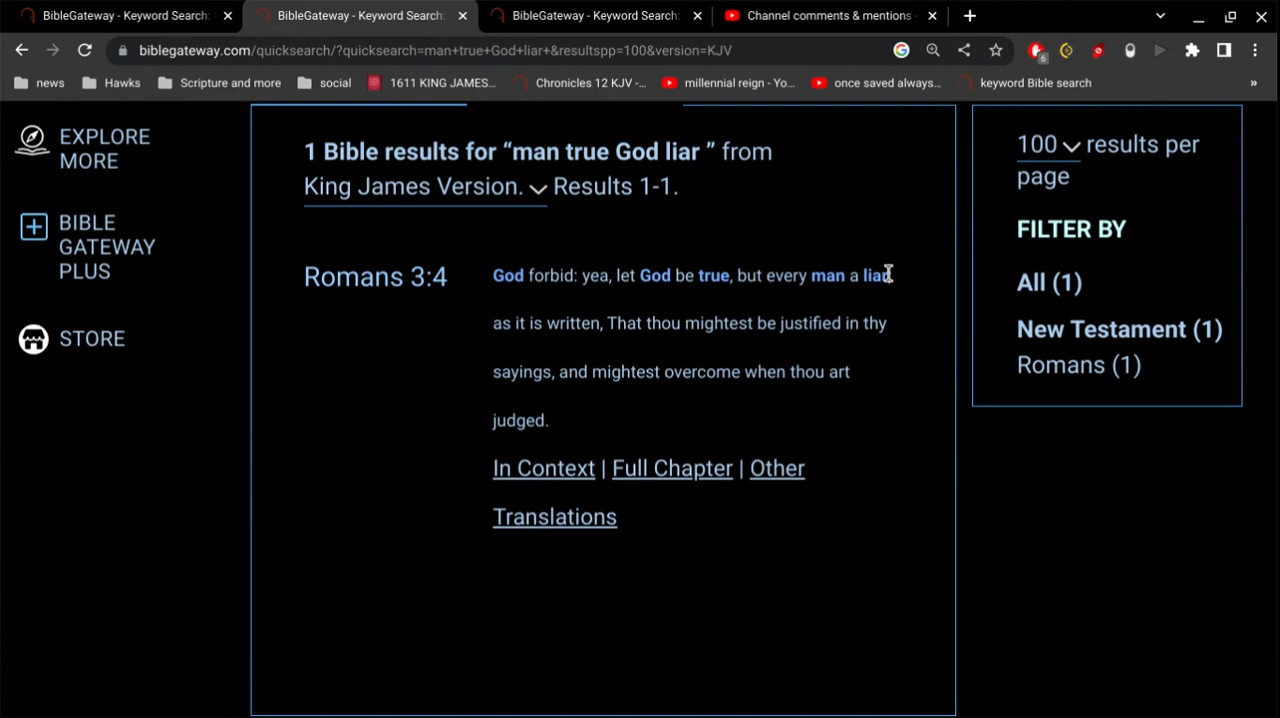 BibleGateway - Keyword Search:
BibleGateway - Keyword Search:
BibleGateway - Keyword Search:
Channel comments & mentions -
biblegateway.com/quicksearch/?quicksearch=man+true+God+liar+&resultspp=100&version=KJV
6
news
Hawks
Scripture and more
social
1611 KING JAMES...
Chronicles 12 KJV -...
millennial reign - Yo...
once saved always...
keyword Bible search
»
EXPLORE
MORE
BIBLE
GATEWAY
PLUS
STORE
1 Bible results for “man true God liar ” from
King James Version. Results 1-1.
Romans 3:4
God forbid: yea, let God be true, but every man a liar;
as it is written, That thou mightest be justified in thy
sayings, and mightest overcome when thou art
judged.
In Context | Full Chapter | Other
Translations
100 results per
page
FILTER BY
All (1)
New Testament (1)
Romans (1)